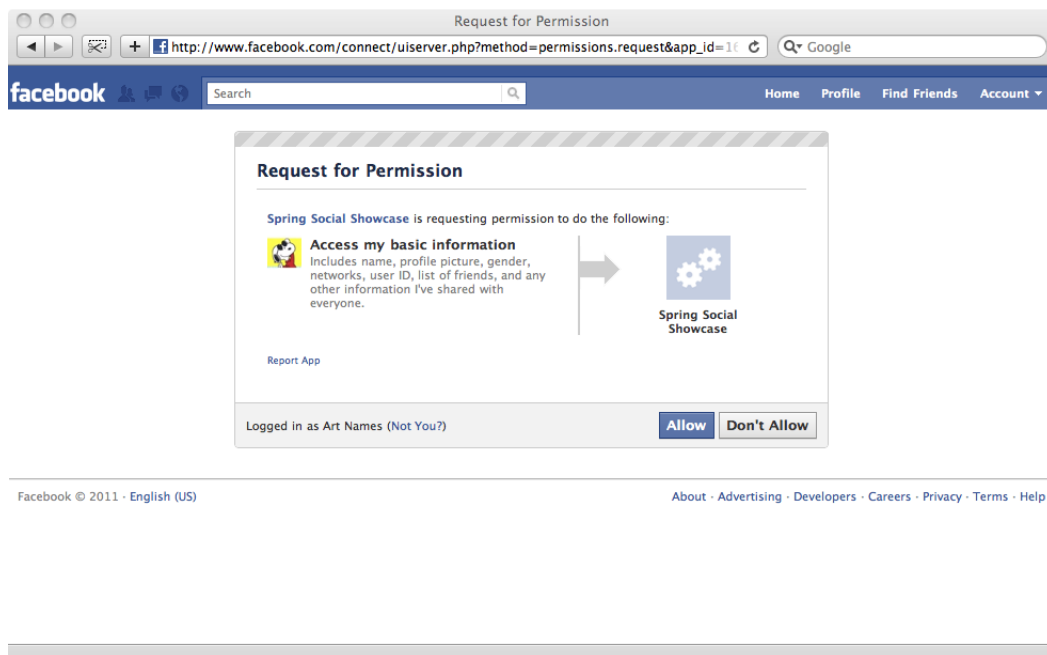 Request for Permission
http://www.facebook.com/connect/uiserver.php?method=permissions.request&app_id=16
Google
facebook
Search
Home Profile Find Friends Account
Request for Permission
Spring Social Showcase is requesting permission to do the following:
Access my basic information
Includes name, profile picture, gender,
networks, user ID, list of friends, and any
other information I've shared with
everyone.
Spring Social
Showcase
Report App
Logged in as Art Names (Not You?)
Allow Don't Allow
Facebook © 2011 · English (US)
About · Advertising · Developers · Careers · Privacy · Terms · Help